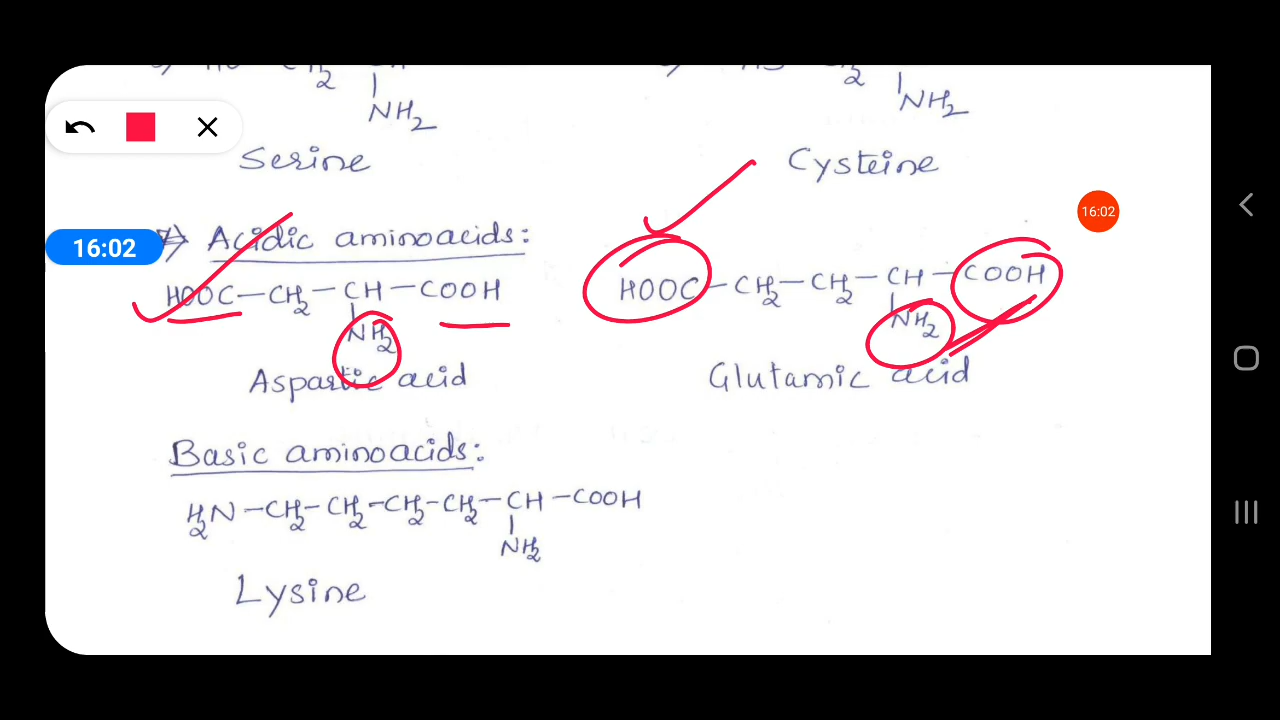 NH2 NH2
Serine Cysteine
16:02
7) Acidic aminoacids:
16:02
HOOC—CH2—CH—COOH HOOC—CH2—CH2—CH—COOH
NH2 NH2
Aspartic acid Glutamic acid
Basic aminoacids:
H2N—CH2—CH2—CH2—CH2—CH—COOH
NH2
Lysine